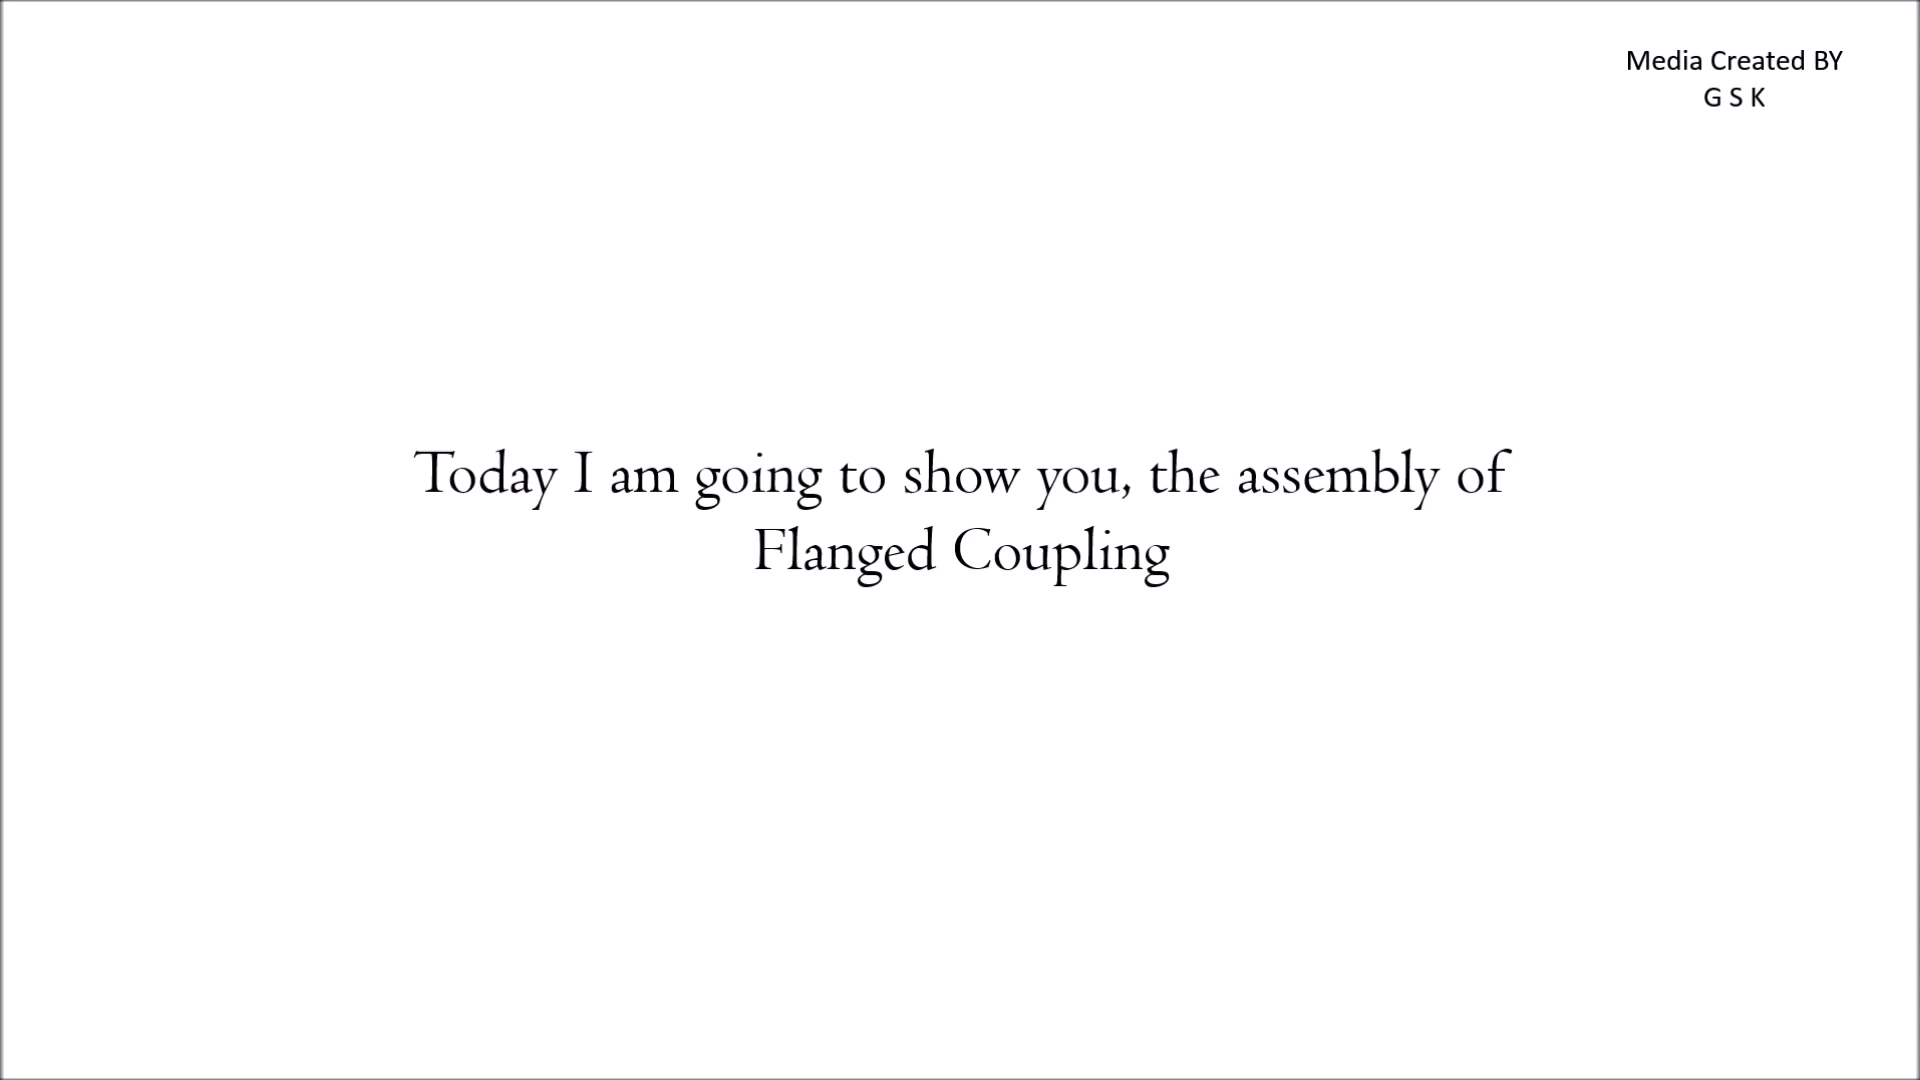 Media Created BY
G S K
Today I am going to show you, the assembly of
Flanged Coupling